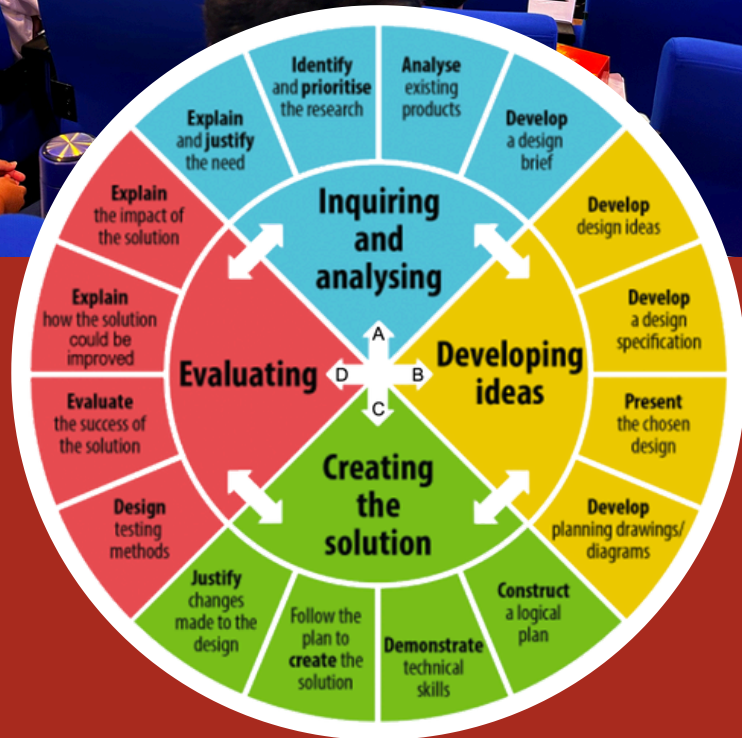 Inquiring
and
analysing
A
Explain
and justify
the need
Identify
and prioritise
the research
Analyse
existing
products
Develop
a design
brief
Developing
ideas
B
Develop
design ideas
Develop
a design
specification
Present
the chosen
design
Develop
planning drawings/
diagrams
Creating
the
solution
C
Construct
a logical
plan
Demonstrate
technical
skills
Follow the
plan to
create the
solution
Justify
changes
made to the
design
Evaluating
D
Design
testing
methods
Evaluate
the success of
the solution
Explain
how the solution
could be
improved
Explain
the impact of
the solution